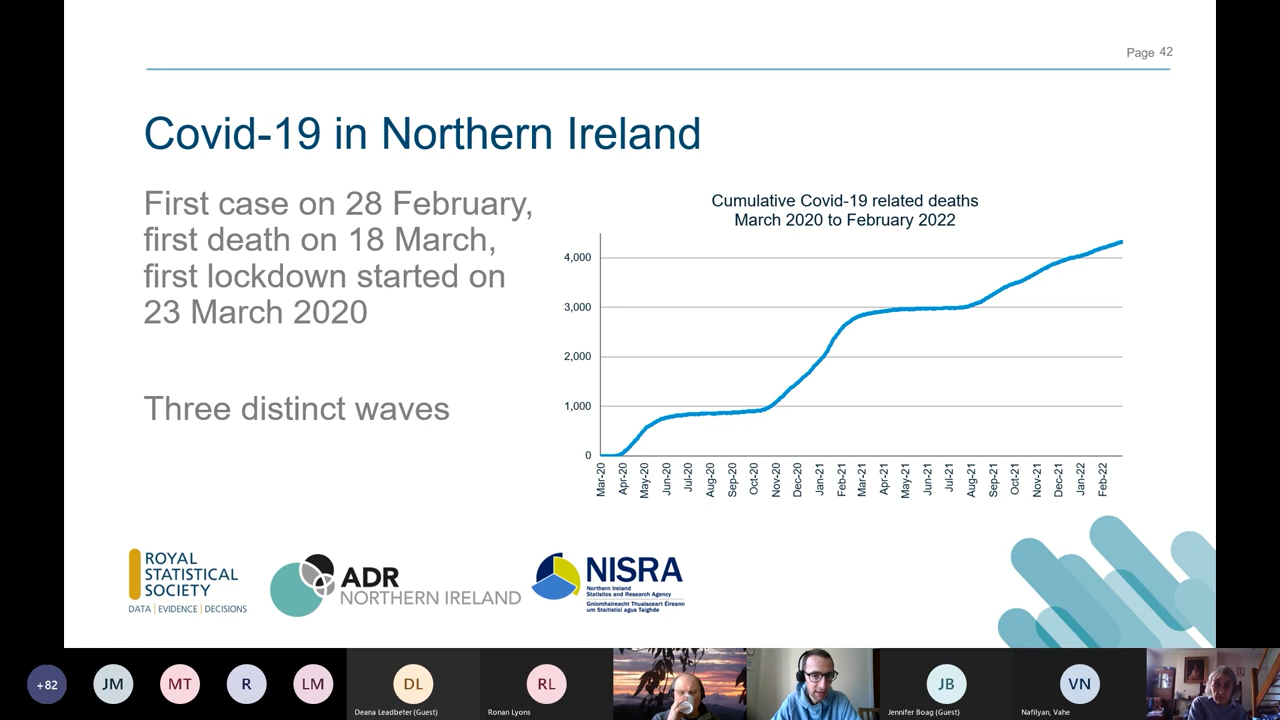 Page 42
Covid-19 in Northern Ireland
First case on 28 February,
first death on 18 March,
first lockdown started on
23 March 2020
Three distinct waves
Cumulative Covid-19 related deaths
March 2020 to February 2022
4,000
3,000
2,000
1,000
0
Mar-20
Apr-20
May-20
Jun-20
Jul-20
Aug-20
Sep-20
Oct-20
Nov-20
Dec-20
Jan-21
Feb-21
Mar-21
Apr-21
May-21
Jun-21
Jul-21
Aug-21
Sep-21
Oct-21
Nov-21
Dec-21
Jan-22
Feb-22
ROYAL
STATISTICAL
SOCIETY
DATA | EVIDENCE | DECISIONS
ADR
NORTHERN IRELAND
NISRA
Northern Ireland
Statistics and Research Agency
Gníomhaireacht Thuaisceart Éireann
um Staitisticí agus Taighde
+82
JM
MT
R
LM
DL
Deana Leadbeter (Guest)
RL
Ronan Lyons
JB
Jennifer Boag (Guest)
VN
Nafilyan, Vahe